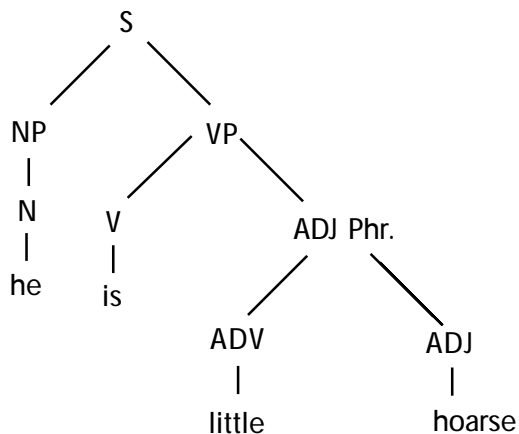 S
NP VP
N V ADJ Phr.
he is
ADV ADJ
little hoarse